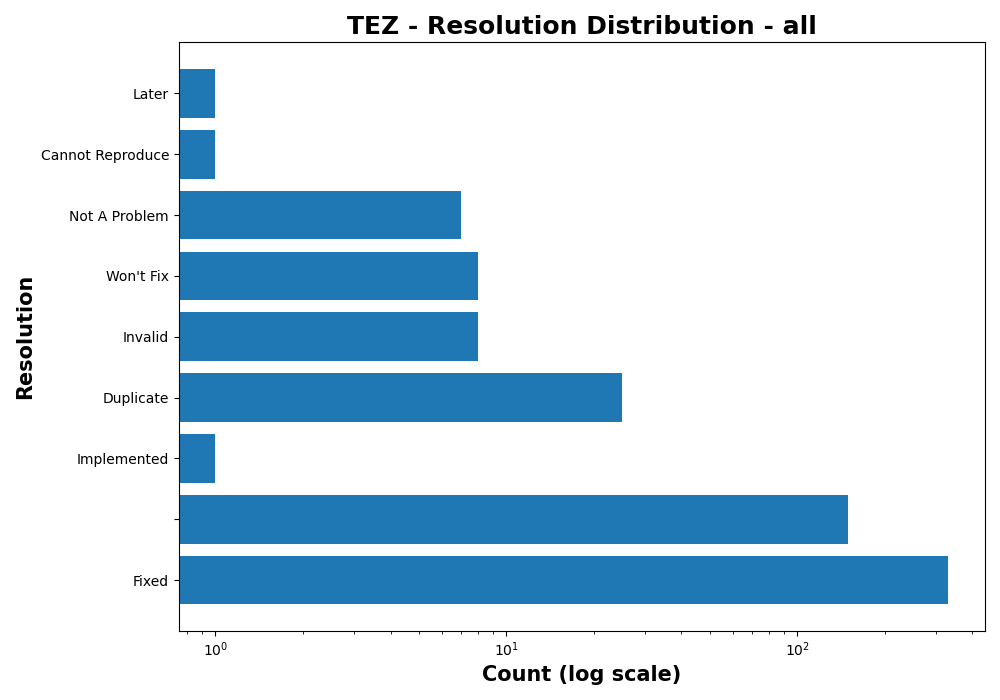 TEZ - Resolution Distribution - all
Later
Cannot Reproduce
Not A Problem
Won't Fix
Invalid
Duplicate
Implemented
Fixed
Resolution
10⁰
10¹
10²
Count (log scale)